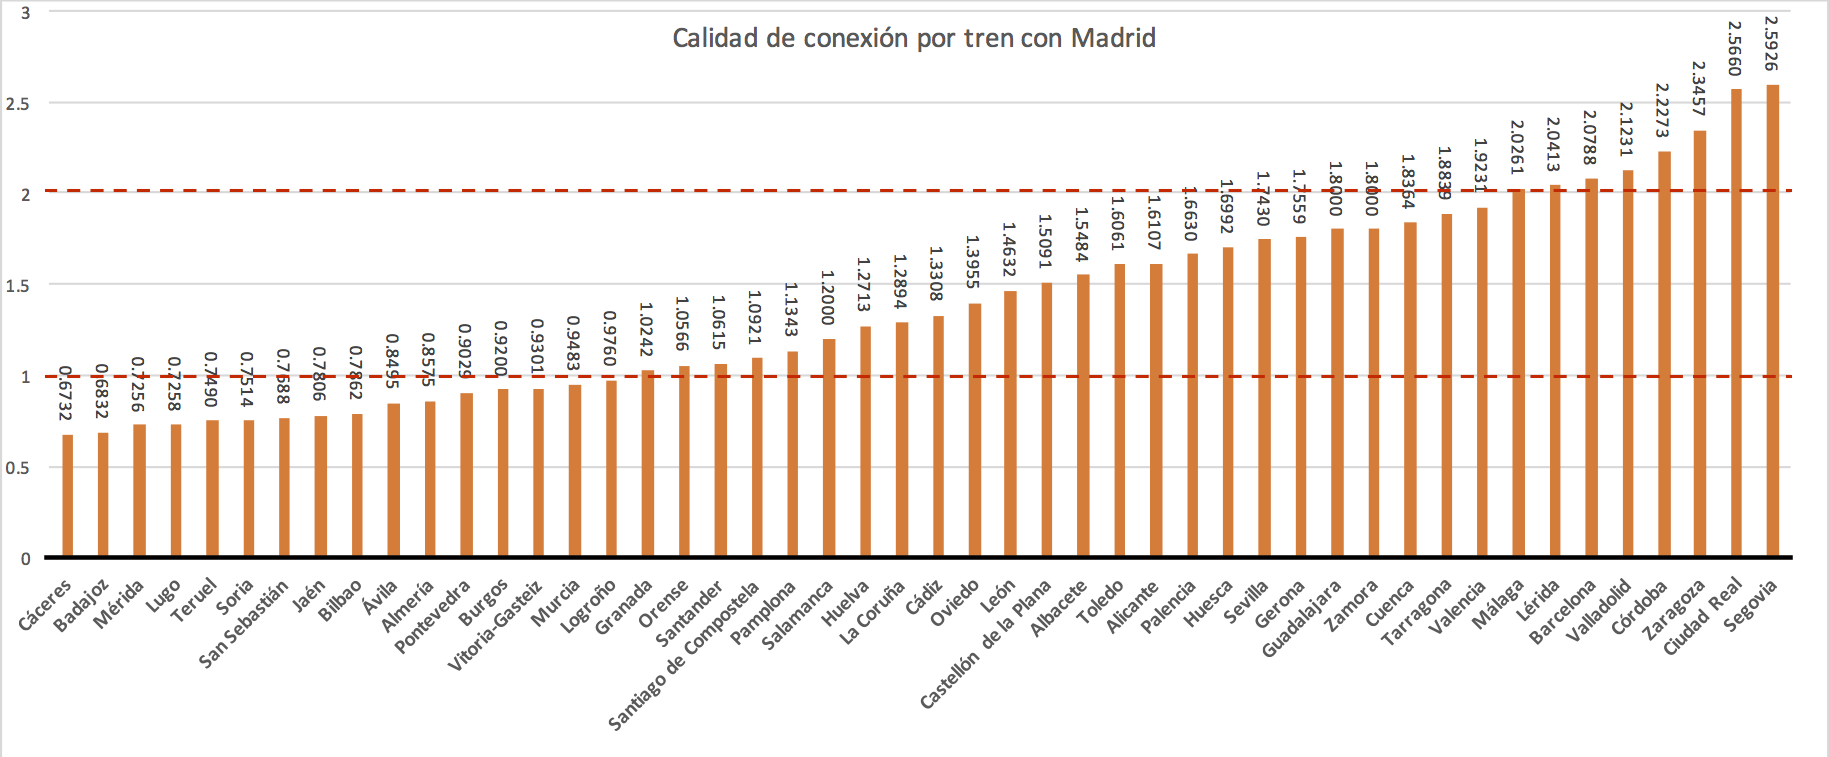 Calidad de conexión por tren con Madrid
3
2.5
2
1.5
1
0.5
0
0.6732
0.6832
0.7256
0.7258
0.7490
0.7514
0.7688
0.7806
0.7862
0.8495
0.8575
0.9029
0.9200
0.9301
0.9483
0.9760
1.0242
1.0566
1.0615
1.0921
1.1343
1.2000
1.2713
1.2894
1.3308
1.3955
1.4632
1.5091
1.5484
1.6061
1.6107
1.6630
1.6992
1.7430
1.7559
1.8000
1.8000
1.8364
1.8839
1.9231
2.0261
2.0413
2.0788
2.1231
2.2273
2.3457
2.5660
2.5926
Cáceres
Badajoz
Mérida
Lugo
Teruel
Soria
San Sebastián
Jaén
Bilbao
Ávila
Almería
Pontevedra
Burgos
Vitoria-Gasteiz
Murcia
Logroño
Granada
Orense
Santander
Santiago de Compostela
Pamplona
Salamanca
Huelva
La Coruña
Cádiz
Oviedo
León
Castellón de la Plana
Albacete
Toledo
Alicante
Palencia
Huesca
Sevilla
Gerona
Guadalajara
Zamora
Cuenca
Tarragona
Valencia
Málaga
Lérida
Barcelona
Valladolid
Córdoba
Zaragoza
Ciudad Real
Segovia